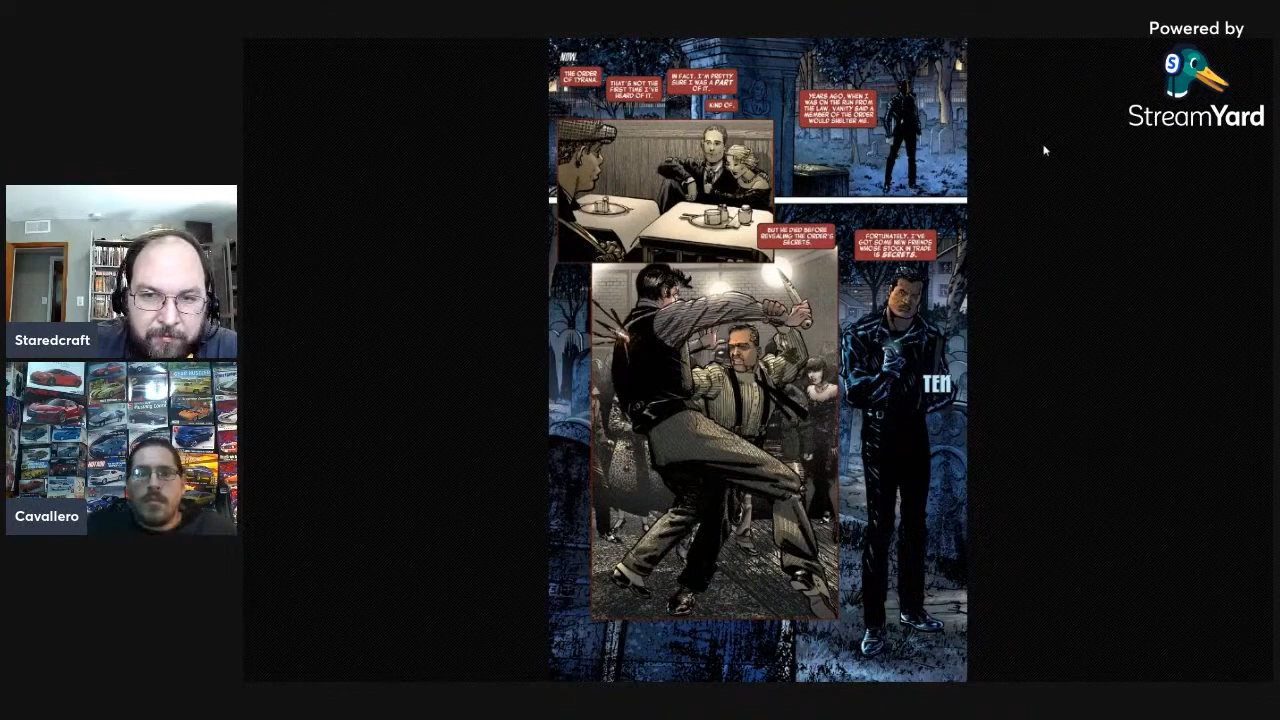 Powered by
StreamYard
NOW.
THE ORDER
OF TYRANA.
THAT'S NOT THE
FIRST TIME I'VE
HEARD OF IT.
IN FACT, I'M PRETTY
SURE I WAS A PART
OF IT.
KIND OF.
YEARS AGO, WHEN I
WAS ON THE RUN FROM
THE LAW, VANITY SAID A
MEMBER OF THE ORDER
WOULD SHELTER ME.
BUT HE DIED BEFORE
REVEALING THE ORDER'S
SECRETS.
FORTUNATELY, I'VE
GOT SOME NEW FRIENDS
WHOSE STOCK IN TRADE
IS SECRETS.
TEK
Staredcraft
Cavallero